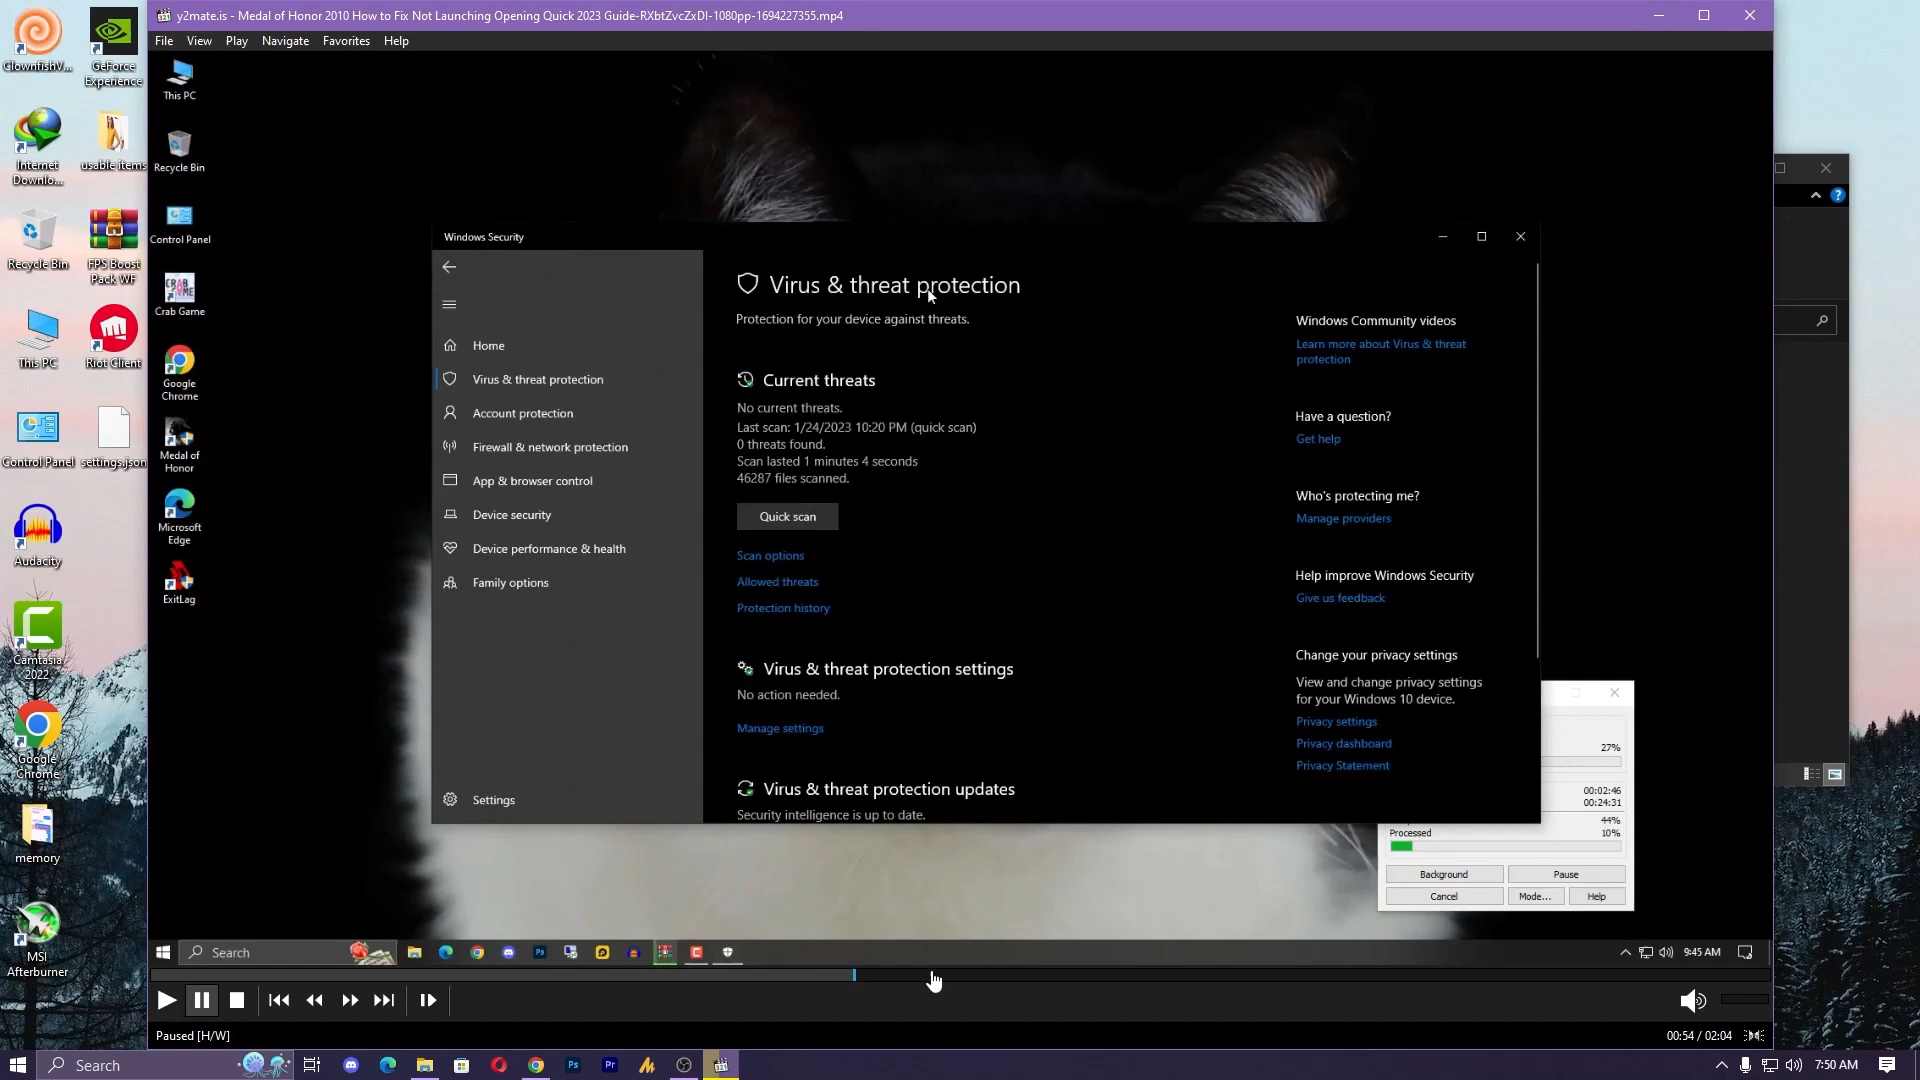 y2mate.is - Medal of Honor 2010 How to Fix Not Launching Opening Quick 2023 Guide-RXbtZvcZxDI-1080pp-1694227355.mp4
File View Play Navigate Favorites Help
ClownfishV...
GeForce Experience
Internet Downlo...
usable items
Recycle Bin
FPS Boost Pack WF
This PC
Riot Client
Control Panel
settings.json
Audacity
Camtasia 2022
Google Chrome
memory
MSI Afterburner
This PC
Recycle Bin
Control Panel
CRAB GAME
Crab Game
Google Chrome
Medal of Honor
Microsoft Edge
ExitLag
Windows Security
Home
Virus & threat protection
Account protection
Firewall & network protection
App & browser control
Device security
Device performance & health
Family options
Settings
Virus & threat protection
Protection for your device against threats.
Current threats
No current threats.
Last scan: 1/24/2023 10:20 PM (quick scan)
0 threats found.
Scan lasted 1 minutes 4 seconds
46287 files scanned.
Quick scan
Scan options
Allowed threats
Protection history
Virus & threat protection settings
No action needed.
Manage settings
Virus & threat protection updates
Security intelligence is up to date.
Windows Community videos
Learn more about Virus & threat
protection
Have a question?
Get help
Who's protecting me?
Manage providers
Help improve Windows Security
Give us feedback
Change your privacy settings
View and change privacy settings
for your Windows 10 device.
Privacy settings
Privacy dashboard
Privacy Statement
27%
00:02:46
00:24:31
44%
Processed 10%
Background Pause
Cancel Mode... Help
Search
9:45 AM
Paused [H/W]
00:54 / 02:04
Search
Ps
Pr
7:50 AM